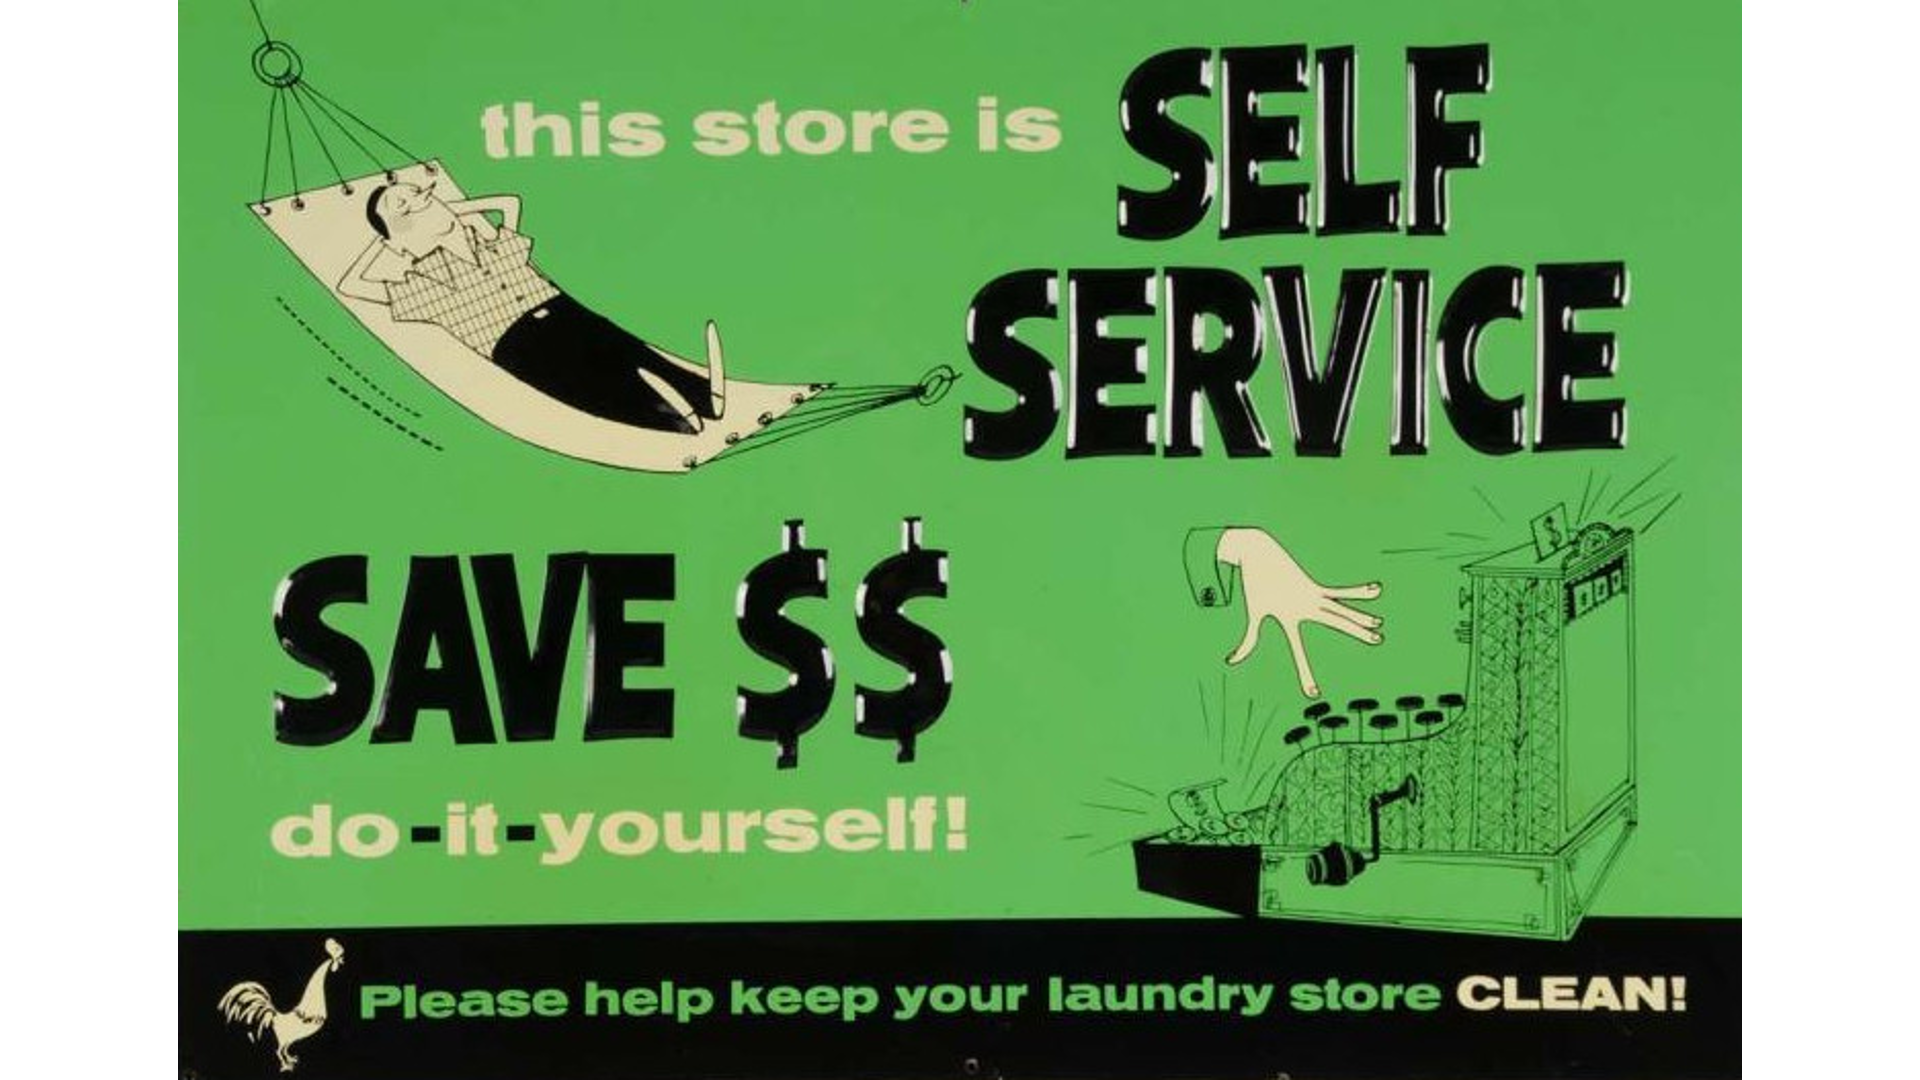 this store is SELF
SERVICE
SAVE $$
do-it-yourself!
Please help keep your laundry store CLEAN!